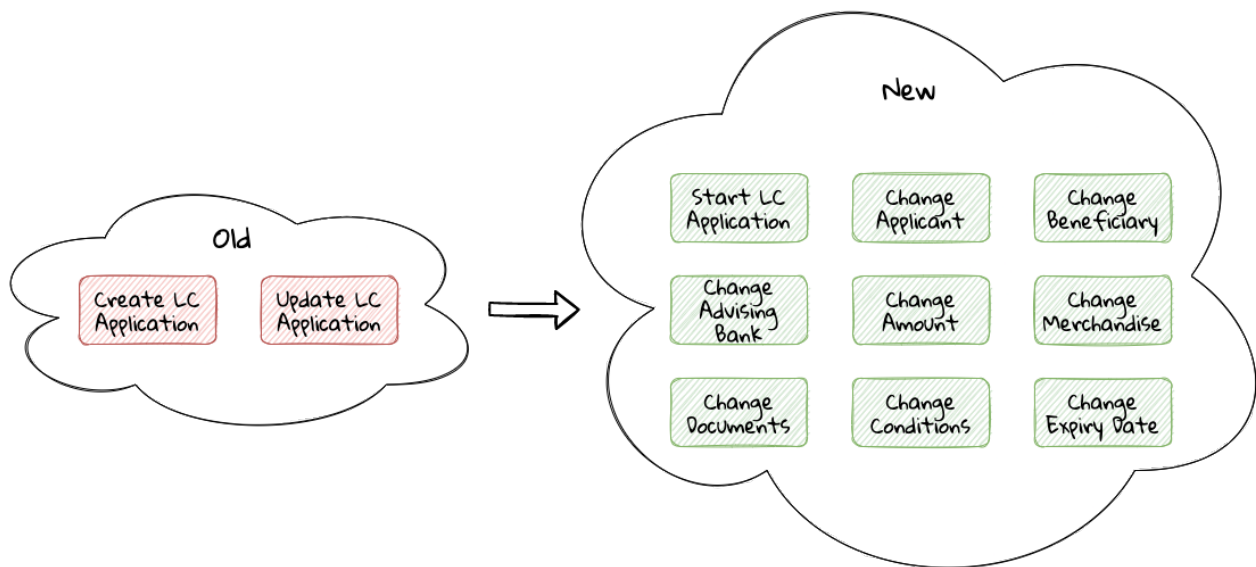 Old
Create LC
Application
Update LC
Application
New
Start LC
Application
Change
Applicant
Change
Beneficiary
Change
Advising
Bank
Change
Amount
Change
Merchandise
Change
Documents
Change
Conditions
Change
Expiry Date